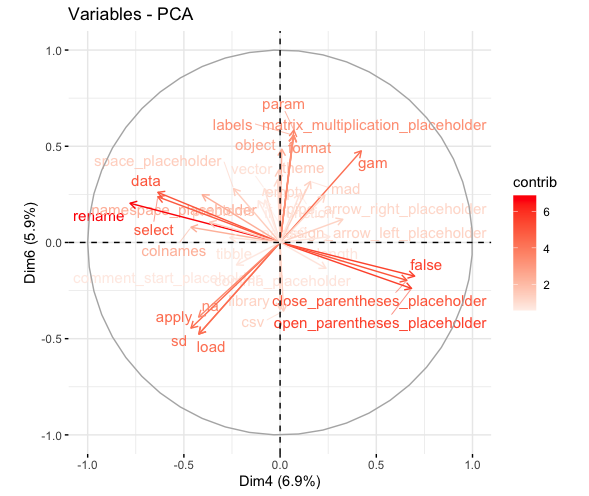 Variables - PCA
1.0
0.5
0.0
-0.5
-1.0
Dim6 (5.9%)
param
labels matrix_multiplication_placeholder
object format
space_placeholder gam
vector theme
data mad
namespace_placeholder arrow_right_placeholder
rename
select arrow_left_placeholder
colnames tibble
false
comment_start_placeholder
na library close_parentheses_placeholder
apply csv open_parentheses_placeholder
sd load
-1.0 -0.5 0.0 0.5 1.0
Dim4 (6.9%)
contrib
6
4
2